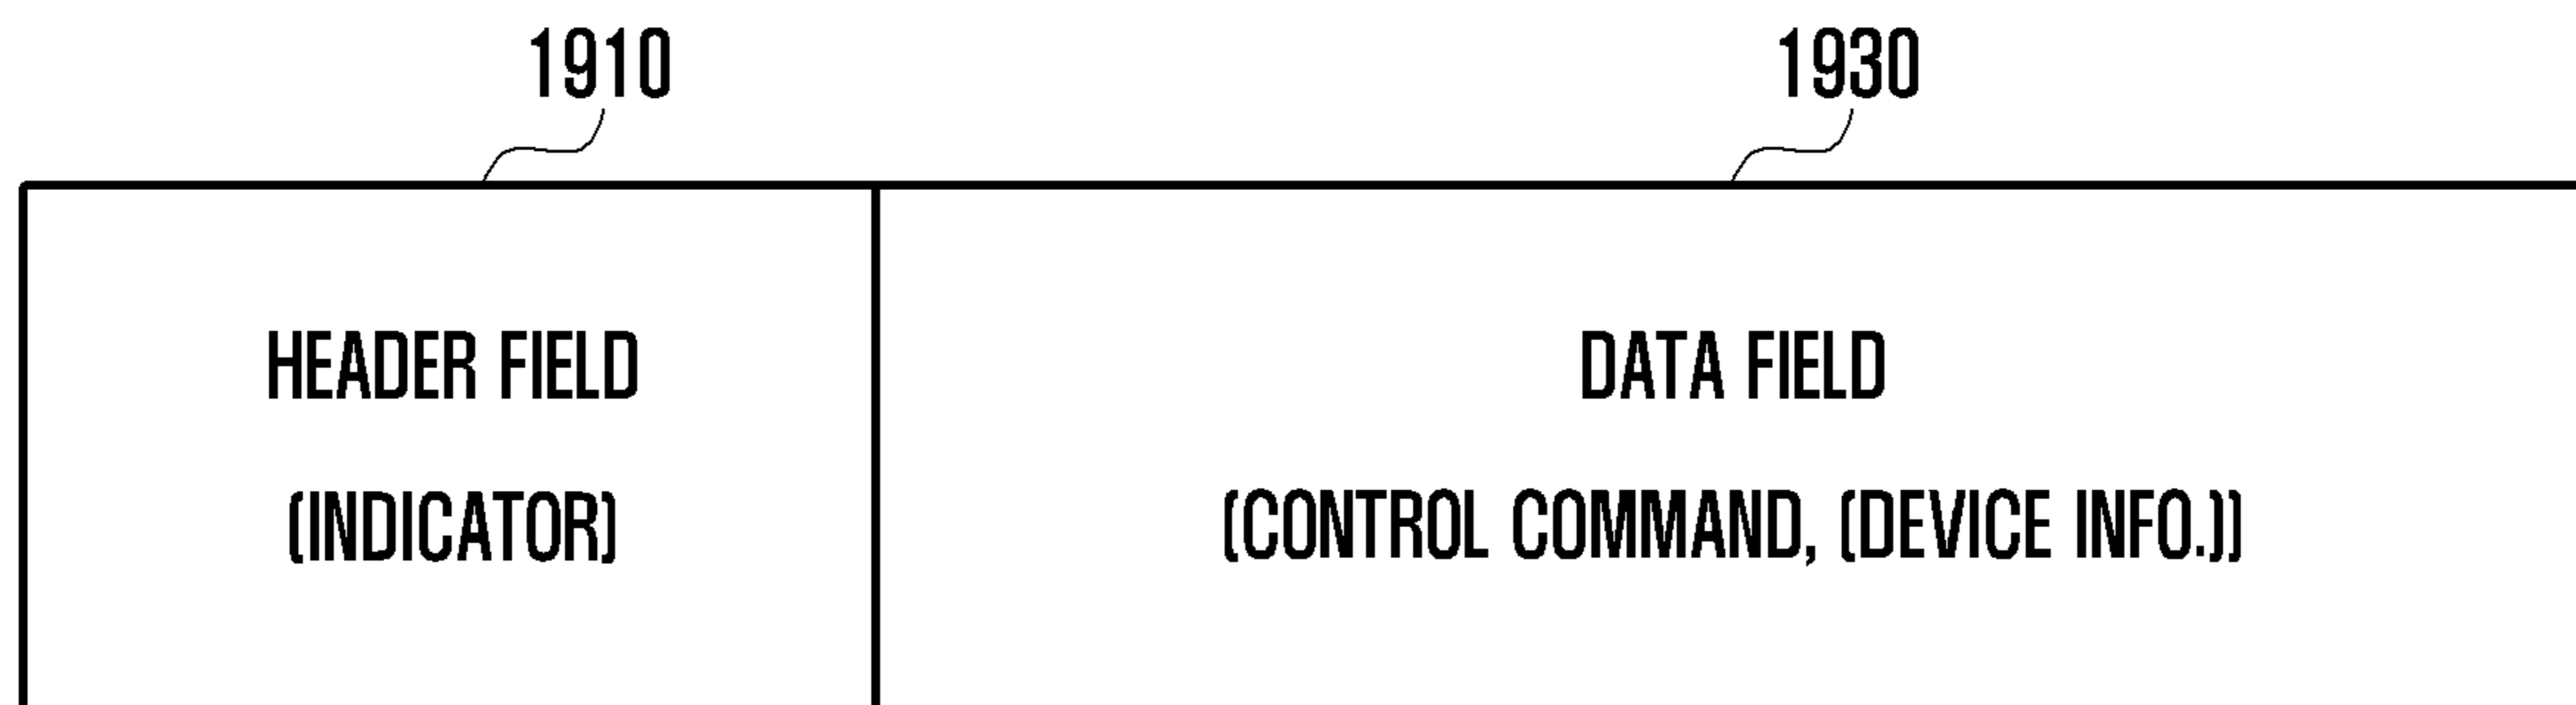 1910
1930
HEADER FIELD
(INDICATOR)
DATA FIELD
(CONTROL COMMAND, (DEVICE INFO.))